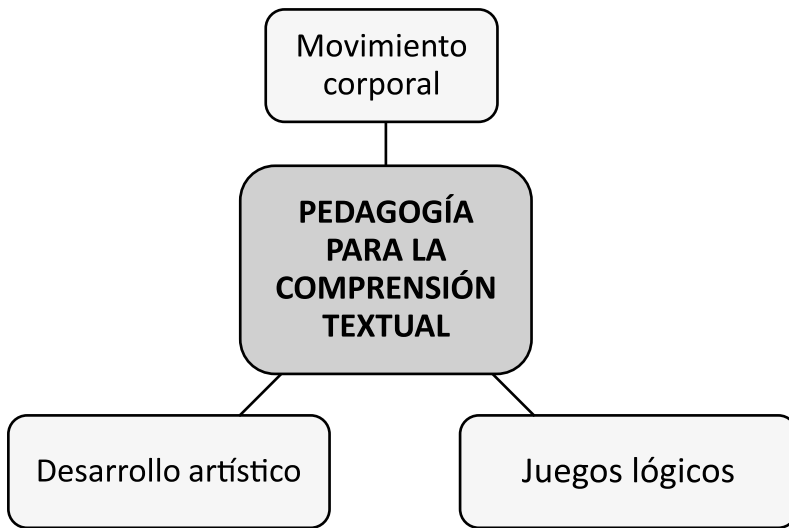 Movimiento
corporal
PEDAGOGÍA
PARA LA
COMPRENSIÓN
TEXTUAL
Desarrollo artístico
Juegos lógicos